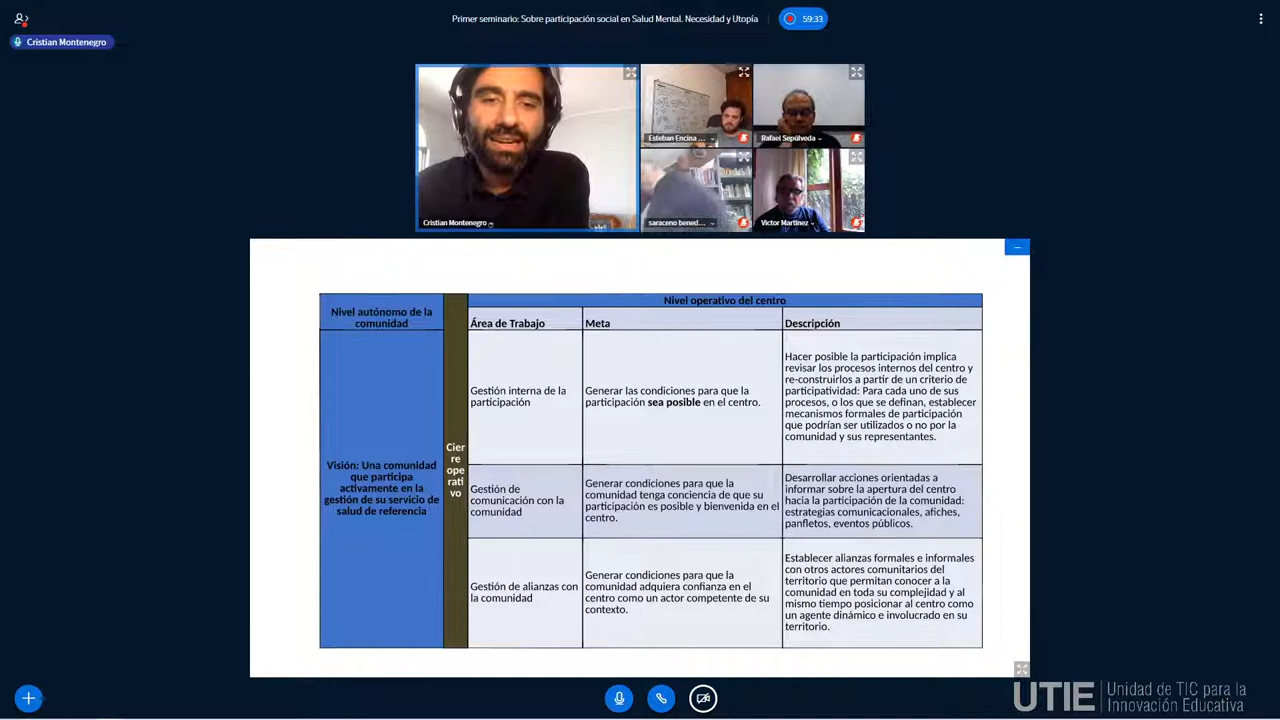 Primer seminario: Sobre participación social en Salud Mental. Necesidad y Utopía
59:33
Cristian Montenegro
Cristian Montenegro
Esteban Encina ...
Rafael Sepúlveda
saraceno bened...
Victor Martínez
Nivel autónomo de la
comunidad
Visión: Una comunidad
que participa
activamente en la
gestión de su servicio de
salud de referencia
Cier
re
ope
rati
vo
Nivel operativo del centro
Área de Trabajo
Meta
Descripción
Gestión interna de la
participación
Generar las condiciones para que la
participación sea posible en el centro.
Hacer posible la participación implica
revisar los procesos internos del centro y
re-construirlos a partir de un criterio de
participatividad: Para cada uno de sus
procesos, o los que se definan, establecer
mecanismos formales de participación
que podrían ser utilizados o no por la
comunidad y sus representantes.
Gestión de
comunicación con la
comunidad
Generar condiciones para que la
comunidad tenga conciencia de que su
participación es posible y bienvenida en el
centro.
Desarrollar acciones orientadas a
informar sobre la apertura del centro
hacia la participación de la comunidad:
estrategias comunicacionales, afiches,
panfletos, eventos públicos.
Gestión de alianzas con
la comunidad
Generar condiciones para que la
comunidad adquiera confianza en el
centro como un actor competente de su
contexto.
Establecer alianzas formales e informales
con otros actores comunitarios del
territorio que permitan conocer a la
comunidad en toda su complejidad y al
mismo tiempo posicionar al centro como
un agente dinámico e involucrado en su
territorio.
UTIE
Unidad de TIC para la
Innovación Educativa